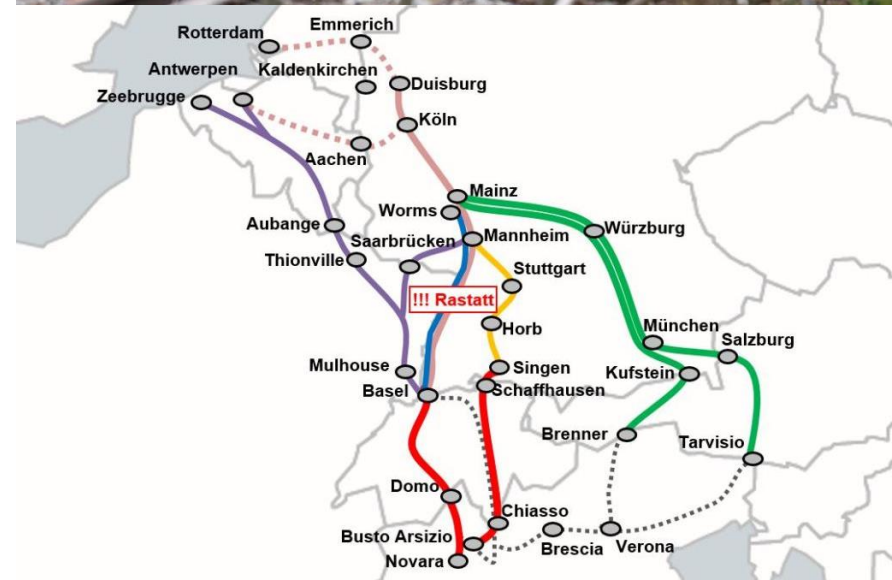 Rotterdam
Emmerich
Antwerpen
Kaldenkirchen
Duisburg
Zeebrugge
Köln
Aachen
Mainz
Worms
Aubange
Saarbrücken
Mannheim
Würzburg
Thionville
Stuttgart
!!! Rastatt
Horb
München
Salzburg
Mulhouse
Singen
Kufstein
Basel
Schaffhausen
Brenner
Tarvisio
Domo
Chiasso
Busto Arsizio
Brescia
Verona
Novara